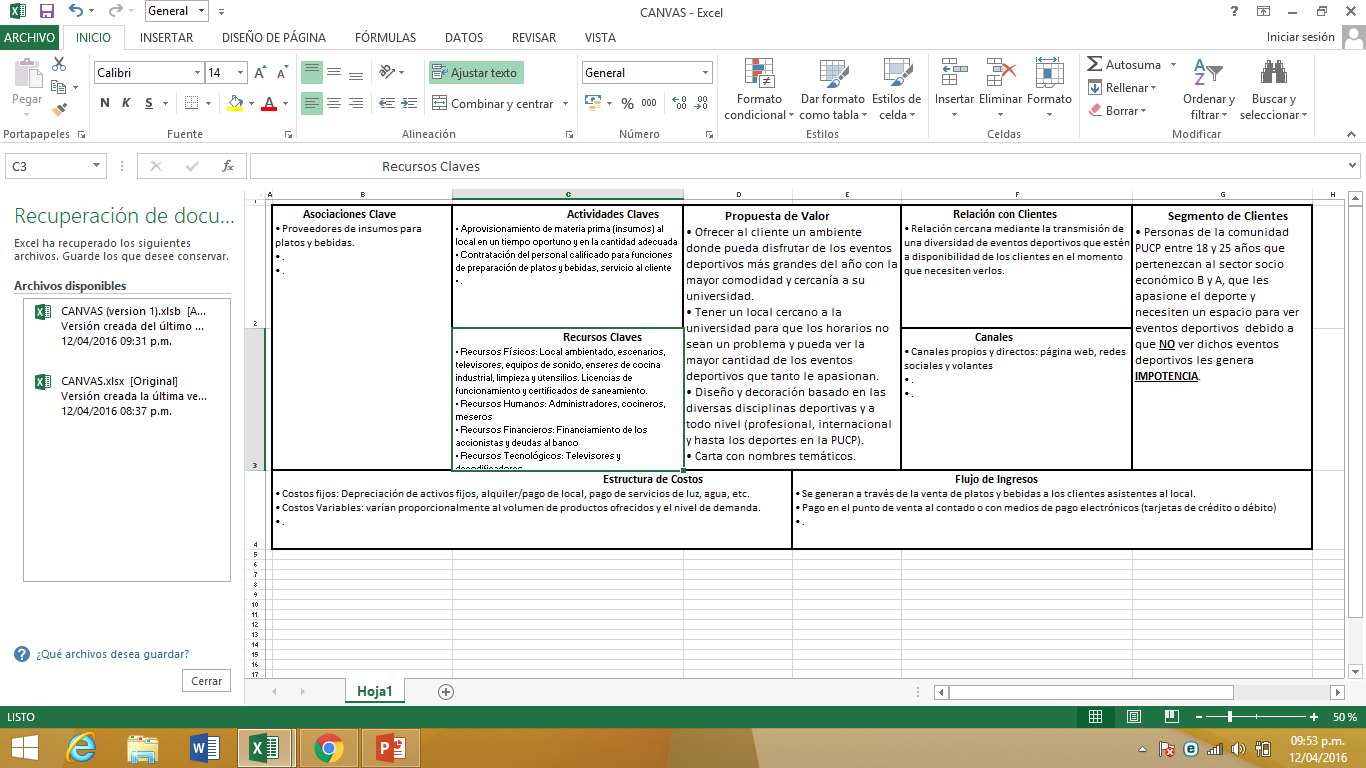 General
CANVAS - Excel
ARCHIVO INICIO INSERTAR DISEÑO DE PÁGINA FÓRMULAS DATOS REVISAR VISTA Iniciar sesión
Pegar
Portapapeles
Calibri 14
N K S
Fuente
Ajustar texto
Combinar y centrar
Alineación
General
% 000
Número
Formato condicional
Dar formato como tabla
Estilos de celda
Estilos
Insertar Eliminar Formato
Celdas
Autosuma
Rellenar
Borrar
Ordenar y filtrar
Buscar y seleccionar
Modificar
C3
fx
Recursos Claves
Recuperación de docu...
Excel ha recuperado los siguientes
archivos. Guarde los que desee conservar.
Archivos disponibles
CANVAS (version 1).xlsb [A...
Versión creada del último ...
12/04/2016 09:31 p.m.
CANVAS.xlsx [Original]
Versión creada la última ve...
12/04/2016 08:37 p.m.
¿Qué archivos desea guardar?
Cerrar
A B C D E F G H
1
2
3
4
5
6
7
8
9
10
11
12
13
14
15
16
17
Asociaciones Clave
• Proveedores de insumos para
platos y bebidas.
• .
• .
Actividades Claves
• Aprovisionamiento de materia prima (insumos) al
local en un tiempo oportuno y en la cantidad adecuada
• Contratación del personal calificado para funciones
de preparación de platos y bebidas, servicio al cliente
• .
Recursos Claves
• Recursos Físicos: Local ambientado, escenarios,
televisores, equipos de sonido, enseres de cocina
industrial, limpieza y utensilios. Licencias de
funcionamiento y certificados de saneamiento.
• Recursos Humanos: Administradores, cocineros,
meseros
• Recursos Financieros: Financiamiento de los
accionistas y deudas al banco
• Recursos Tecnológicos: Televisores y
decodificadores
Propuesta de Valor
• Ofrecer al cliente un ambiente
donde pueda disfrutar de los eventos
deportivos más grandes del año con la
mayor comodidad y cercanía a su
universidad.
• Tener un local cercano a la
universidad para que los horarios no
sean un problema y pueda ver la
mayor cantidad de los eventos
deportivos que tanto le apasionan.
• Diseño y decoración basado en las
diversas disciplinas deportivas y a
todo nivel (profesional, internacional
y hasta los deportes en la PUCP).
• Carta con nombres temáticos.
Relación con Clientes
• Relación cercana mediante la transmisión de
una diversidad de eventos deportivos que estén
a disponibilidad de los clientes en el momento
que necesiten verlos.
Canales
• Canales propios y directos: página web, redes
sociales y volantes
• .
• .
Segmento de Clientes
• Personas de la comunidad
PUCP entre 18 y 25 años que
pertenezcan al sector socio
económico B y A, que les
apasione el deporte y
necesiten un espacio para ver
eventos deportivos debido a
que NO ver dichos eventos
deportivos les genera
IMPOTENCIA.
Estructura de Costos
• Costos fijos: Depreciación de activos fijos, alquiler/pago de local, pago de servicios de luz, agua, etc.
• Costos Variables: varían proporcionalmente al volumen de productos ofrecidos y el nivel de demanda.
• .
Flujo de Ingresos
• Se generan a través de la venta de platos y bebidas a los clientes asistentes al local.
• Pago en el punto de venta al contado o con medios de pago electrónicos (tarjetas de crédito o débito)
• .
Hoja1
LISTO
50 %
09:53 p.m.
12/04/2016